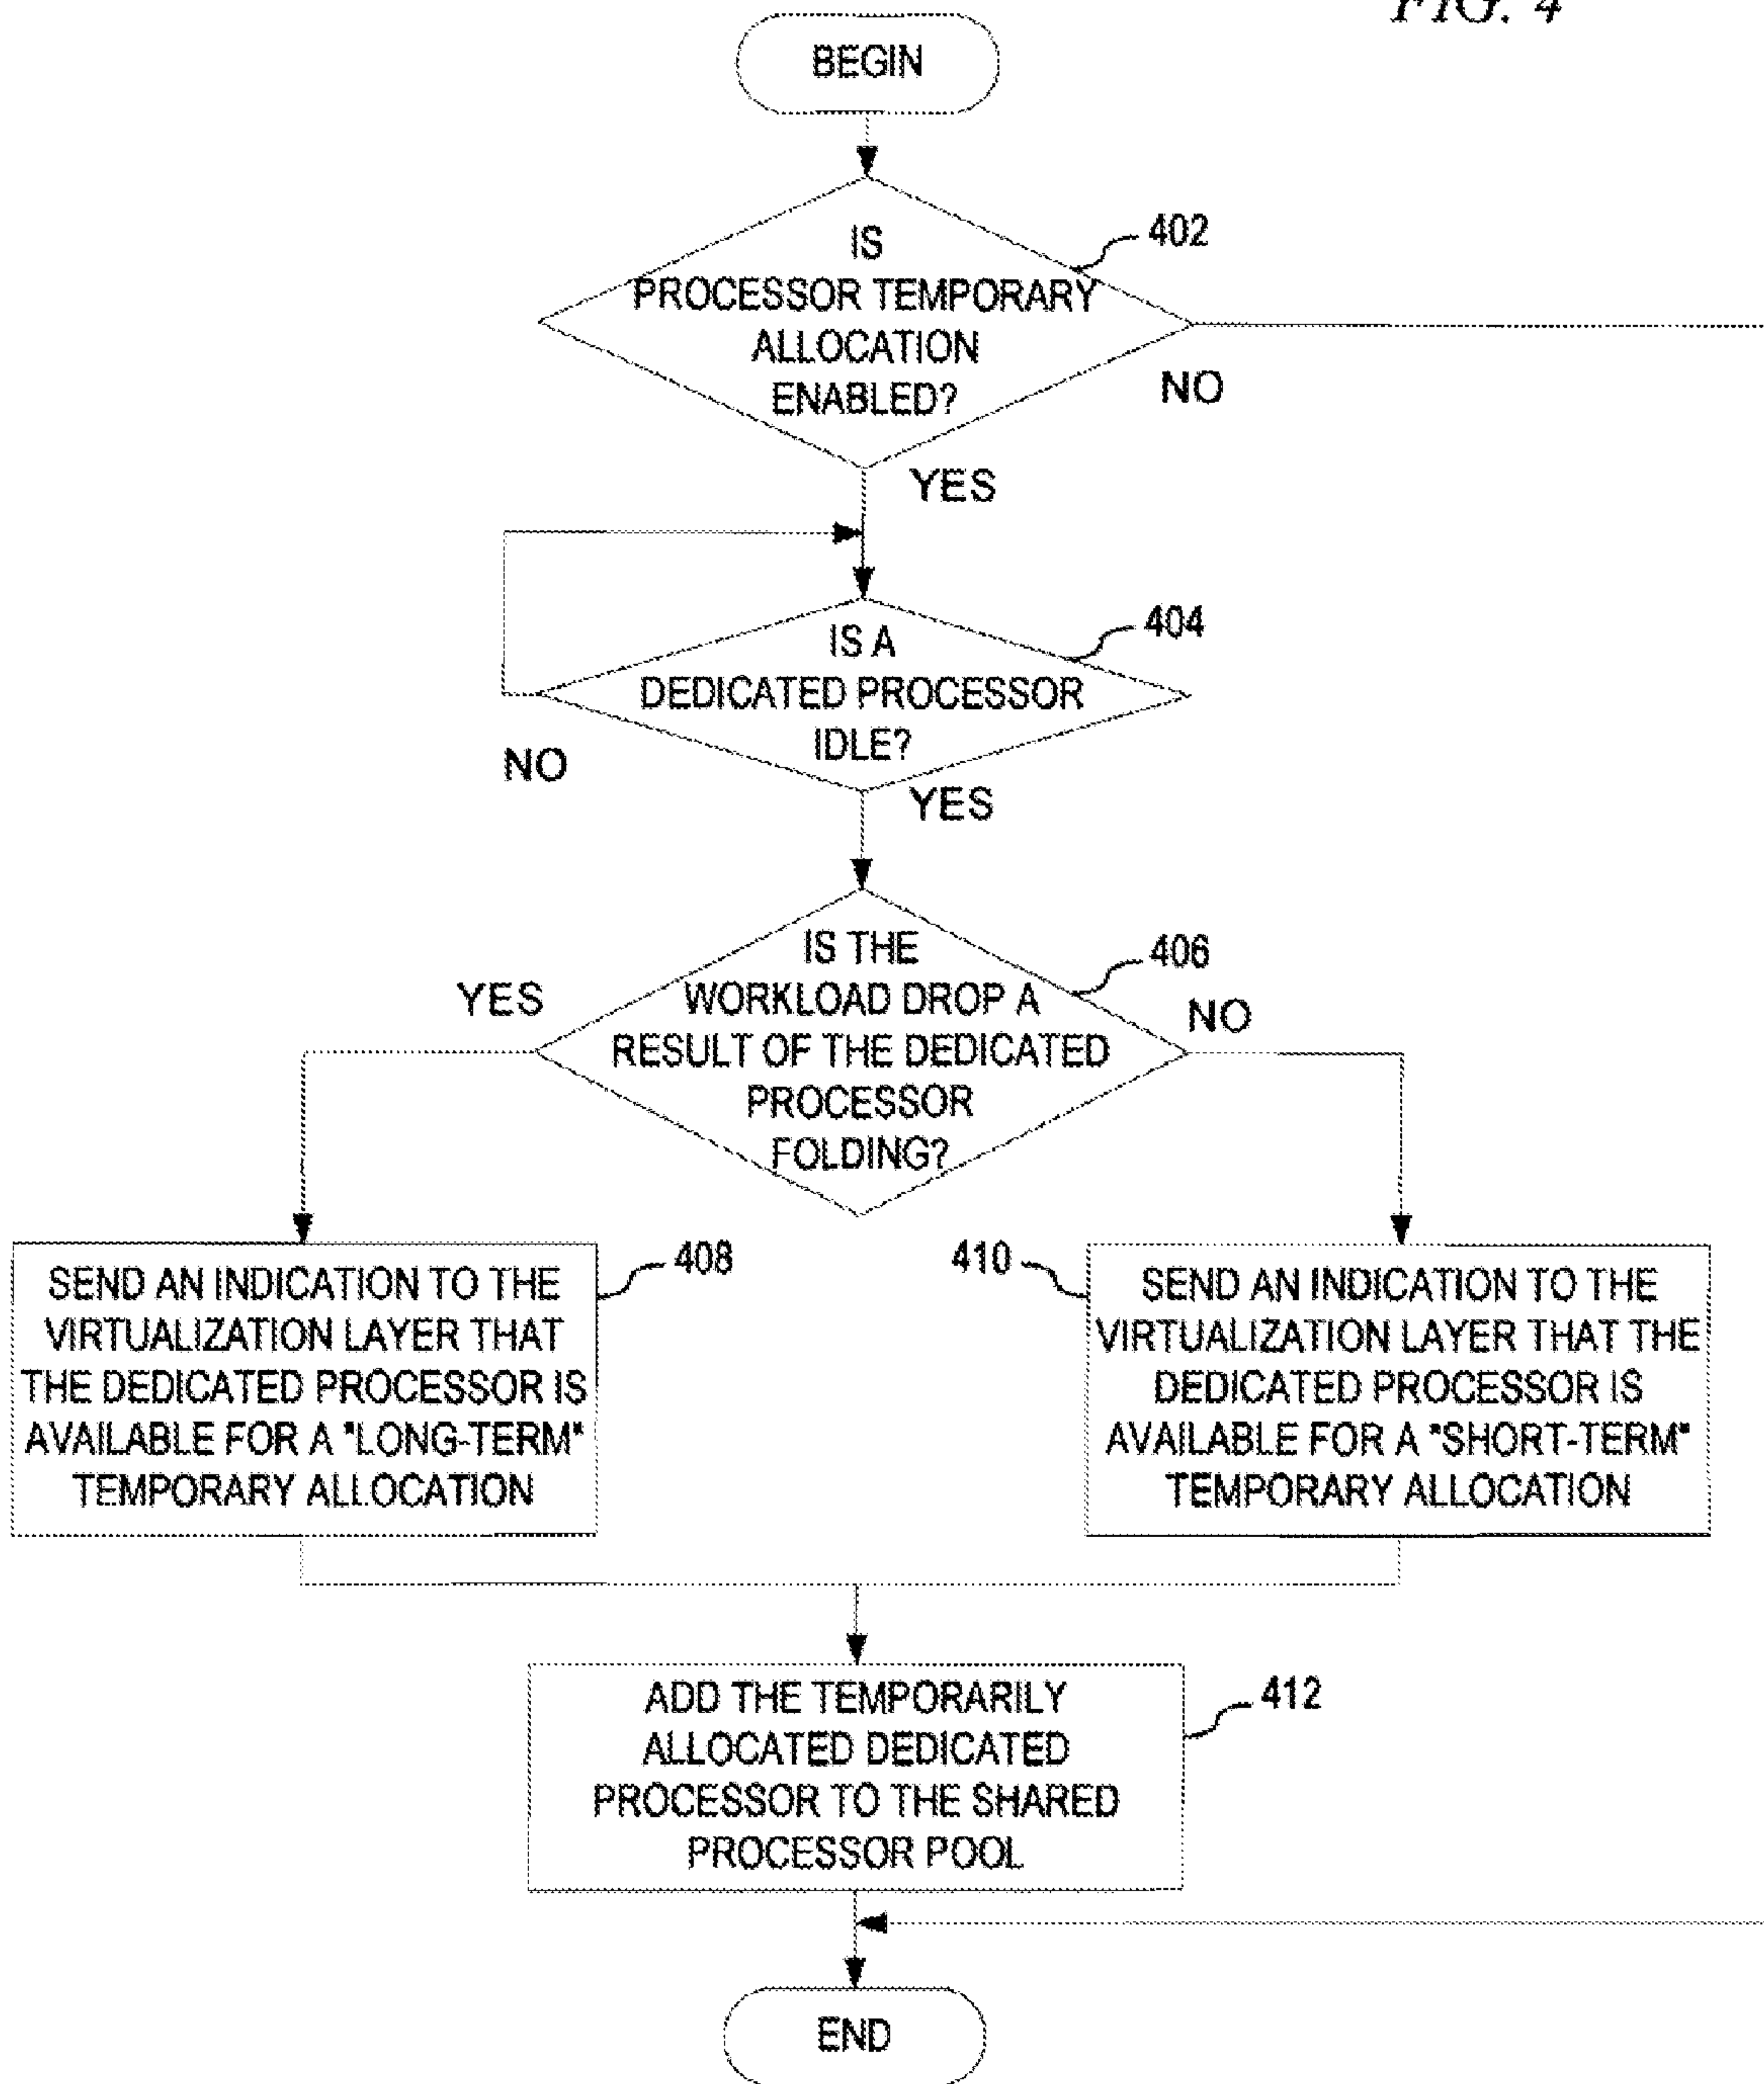 FIG. 4
BEGIN
IS
PROCESSOR TEMPORARY
ALLOCATION
ENABLED?
402
NO
YES
IS A
DEDICATED PROCESSOR
IDLE?
404
NO
YES
IS THE
WORKLOAD DROP A
RESULT OF THE DEDICATED
PROCESSOR
FOLDING?
406
YES
NO
SEND AN INDICATION TO THE
VIRTUALIZATION LAYER THAT
THE DEDICATED PROCESSOR IS
AVAILABLE FOR A "LONG-TERM"
TEMPORARY ALLOCATION
408
410
SEND AN INDICATION TO THE
VIRTUALIZATION LAYER THAT THE
DEDICATED PROCESSOR IS
AVAILABLE FOR A "SHORT-TERM"
TEMPORARY ALLOCATION
ADD THE TEMPORARILY
ALLOCATED DEDICATED
PROCESSOR TO THE SHARED
PROCESSOR POOL
412
END